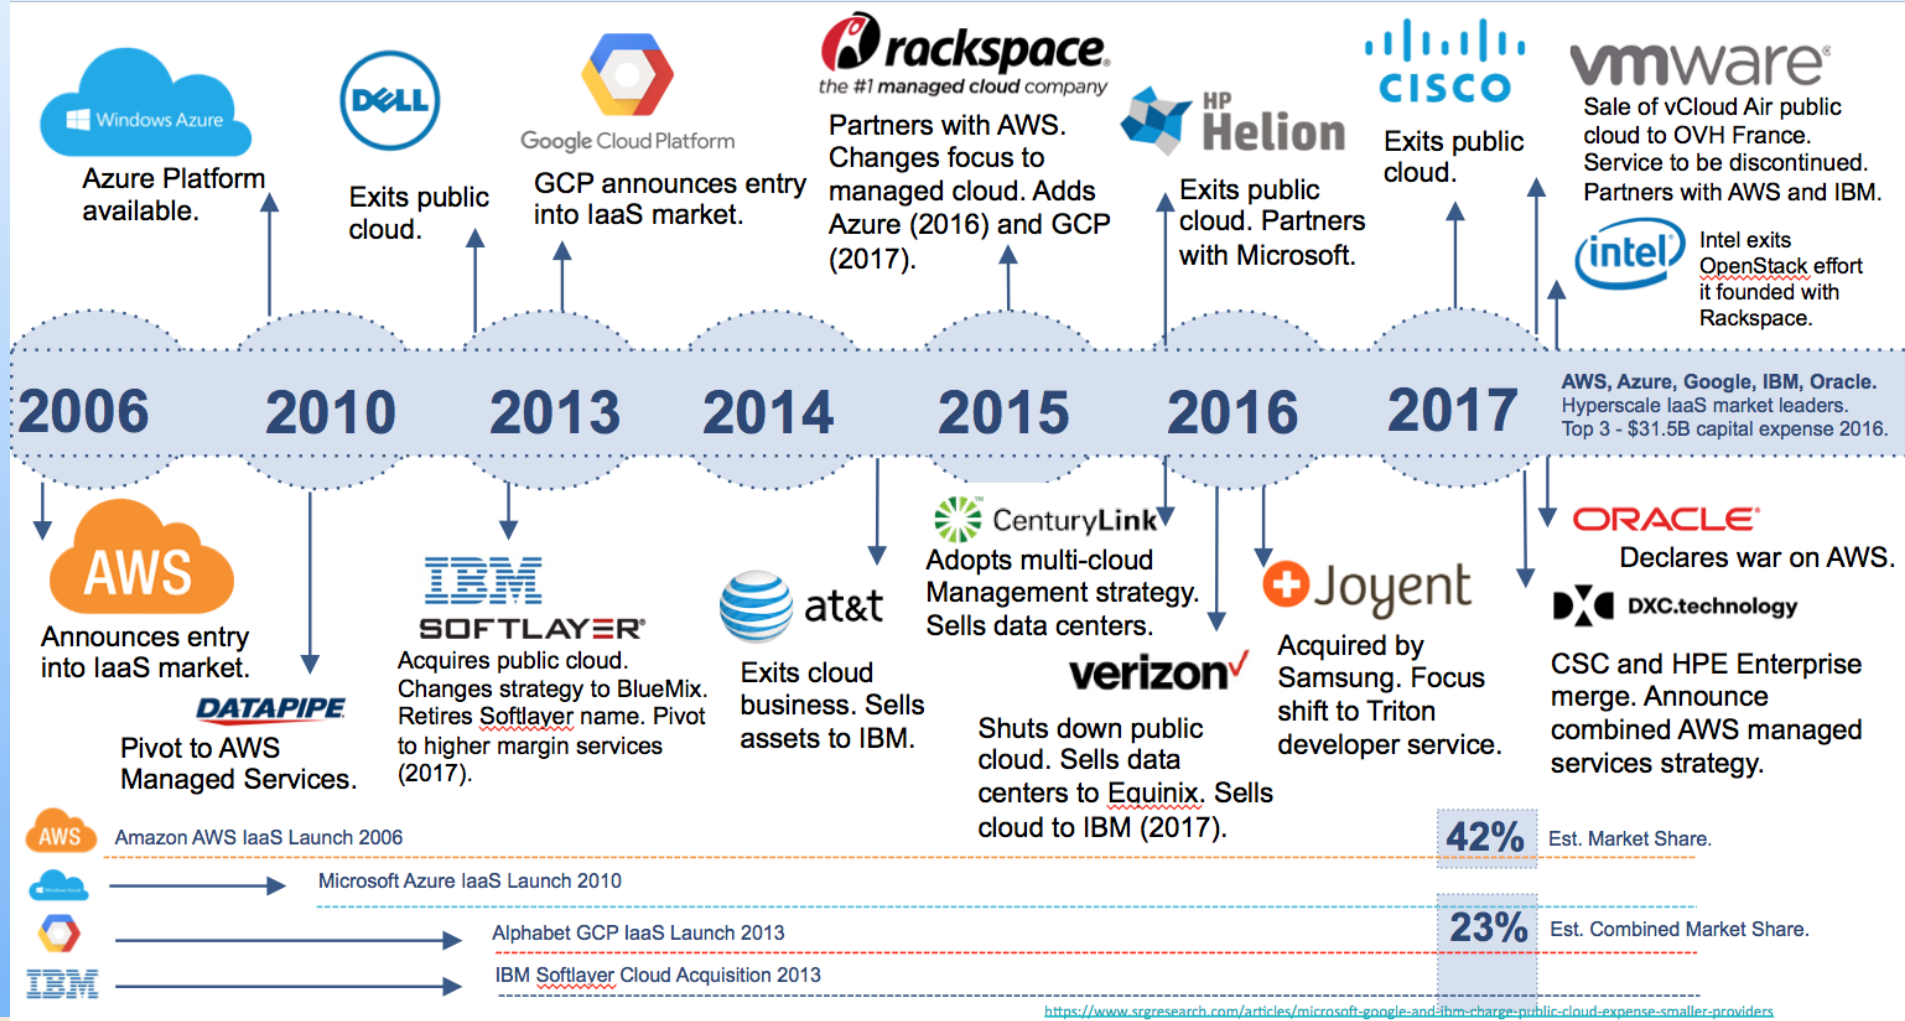 Windows Azure
Azure Platform
available.
DELL
Exits public
cloud.
Google Cloud Platform
GCP announces entry
into IaaS market.
rackspace®
the #1 managed cloud company
Partners with AWS.
Changes focus to
managed cloud. Adds
Azure (2016) and GCP
(2017).
HP
Helion
Exits public
cloud. Partners
with Microsoft.
CISCO
Exits public
cloud.
vmware®
Sale of vCloud Air public
cloud to OVH France.
Service to be discontinued.
Partners with AWS and IBM.
intel®
Intel exits
OpenStack effort
it founded with
Rackspace.
2006
2010
2013
2014
2015
2016
2017
AWS, Azure, Google, IBM, Oracle.
Hyperscale IaaS market leaders.
Top 3 - $31.5B capital expense 2016.
AWS
Announces entry
into IaaS market.
DATAPIPE.
Pivot to AWS
Managed Services.
IBM
SOFTLAYER®
Acquires public cloud.
Changes strategy to BlueMix.
Retires Softlayer name. Pivot
to higher margin services
(2017).
at&t
Exits cloud
business. Sells
assets to IBM.
CenturyLink™
Adopts multi-cloud
Management strategy.
Sells data centers.
verizon
Shuts down public
cloud. Sells data
centers to Equinix. Sells
cloud to IBM (2017).
Joyent
Acquired by
Samsung. Focus
shift to Triton
developer service.
ORACLE®
Declares war on AWS.
DXC.technology
CSC and HPE Enterprise
merge. Announce
combined AWS managed
services strategy.
AWS
Amazon AWS IaaS Launch 2006
42%
Est. Market Share.
Windows Azure
Microsoft Azure IaaS Launch 2010
Alphabet GCP IaaS Launch 2013
23%
Est. Combined Market Share.
IBM
IBM Softlayer Cloud Acquisition 2013
https://www.srgresearch.com/articles/microsoft-google-and-ibm-charge-public-cloud-expense-smaller-providers